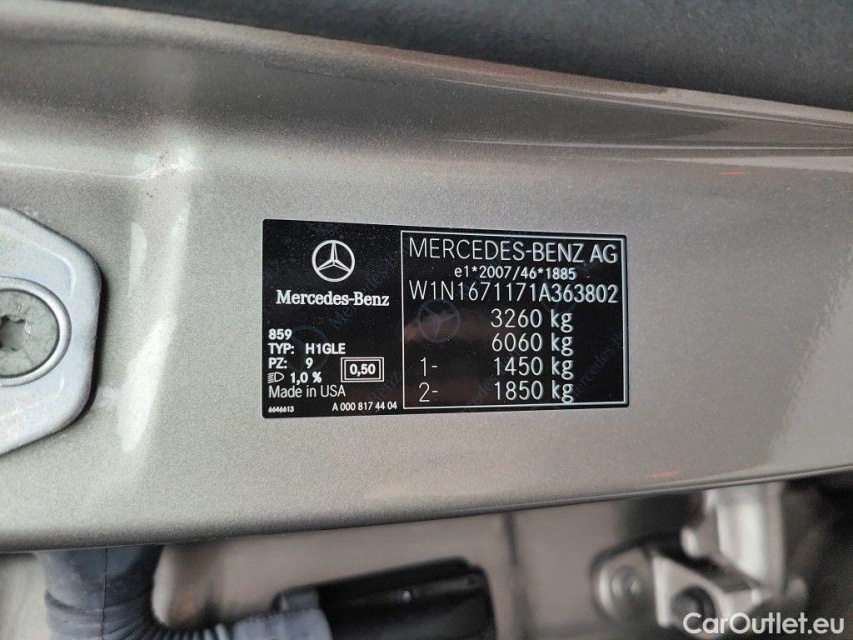 Mercedes-Benz
859
TYP: H1GLE
PZ: 9
1,0 %
0,50
Made in USA
6646613
A 000 817 44 04
MERCEDES-BENZ AG
e1*2007/46*1885
W1N1671171A363802
3260 kg
6060 kg
1- 1450 kg
2- 1850 kg
CarOutlet.eu